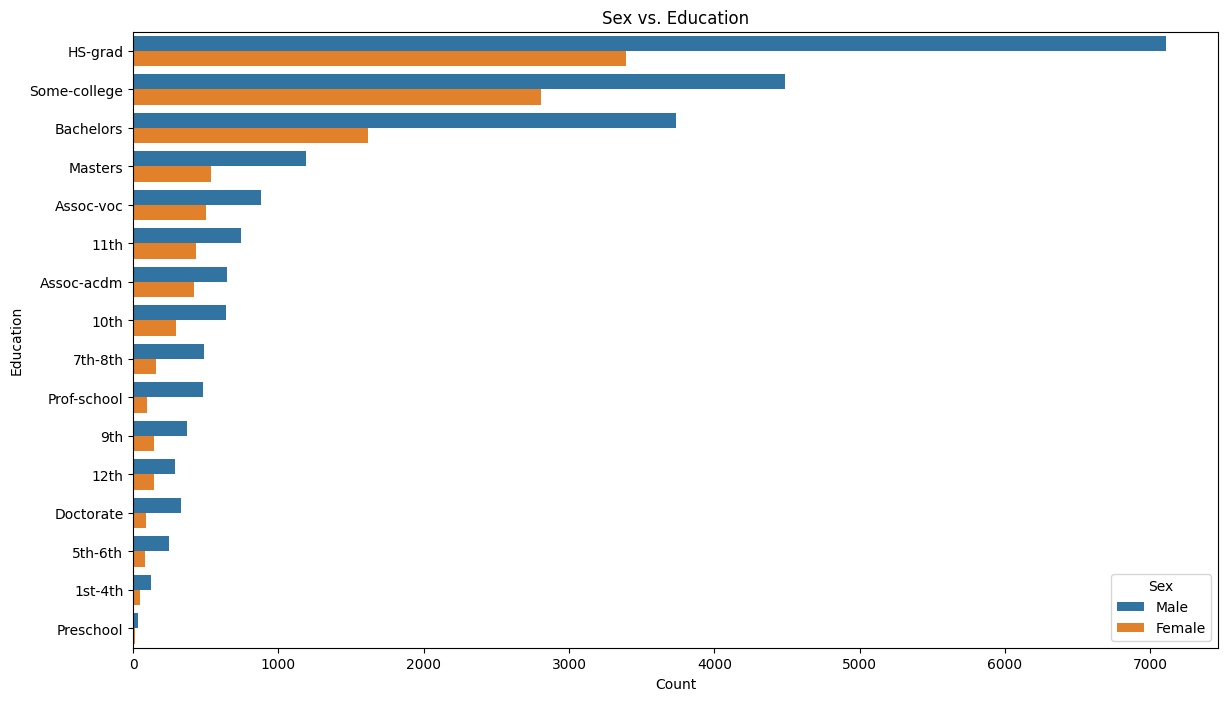 Sex vs. Education
HS-grad
Some-college
Bachelors
Masters
Assoc-voc
11th
Assoc-acdm
10th
7th-8th
Prof-school
9th
12th
Doctorate
5th-6th
1st-4th
Preschool
Education
0 1000 2000 3000 4000 5000 6000 7000
Count
Sex
Male
Female